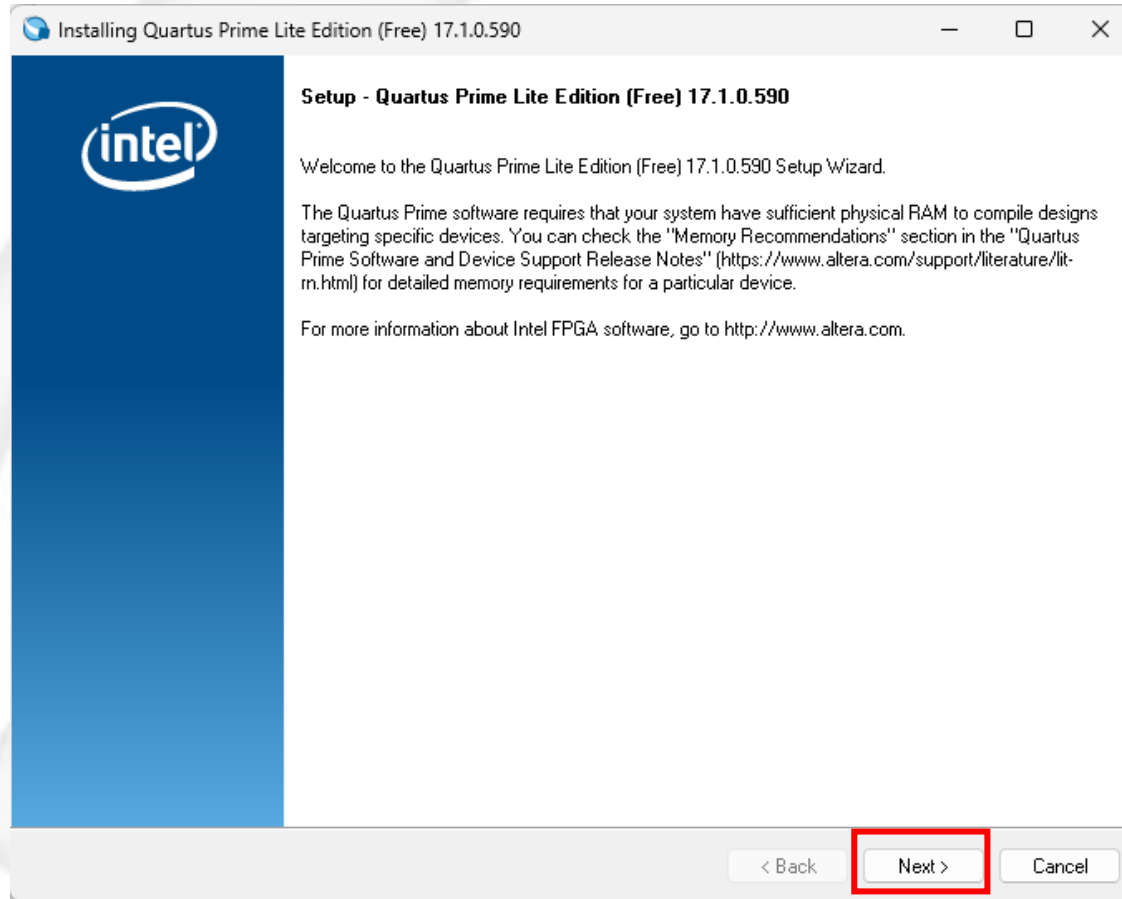 Installing Quartus Prime Lite Edition (Free) 17.1.0.590
intel
Setup - Quartus Prime Lite Edition (Free) 17.1.0.590
Welcome to the Quartus Prime Lite Edition (Free) 17.1.0.590 Setup Wizard.
The Quartus Prime software requires that your system have sufficient physical RAM to compile designs
targeting specific devices. You can check the "Memory Recommendations" section in the "Quartus
Prime Software and Device Support Release Notes" (https://www.altera.com/support/literature/lit-
rn.html) for detailed memory requirements for a particular device.
For more information about Intel FPGA software, go to http://www.altera.com.
< Back
Next >
Cancel